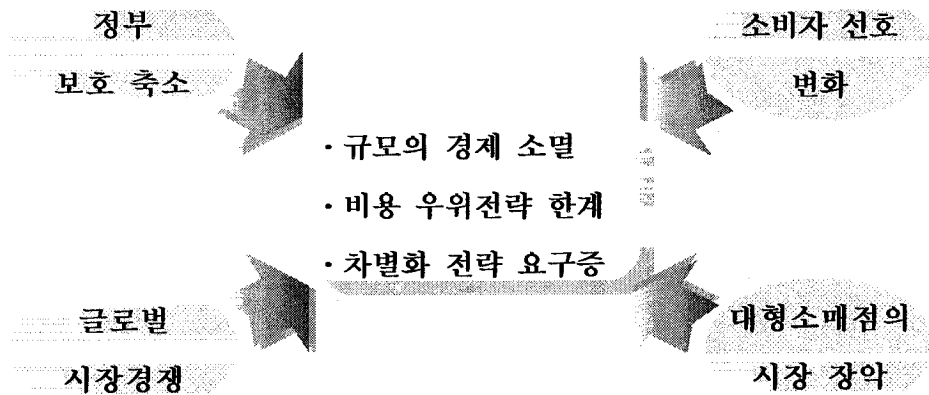 정부
보호 축소
소비자 선호
변화
· 규모의 경제 소멸
· 비용 우위전략 한계
· 차별화 전략 요구증
글로벌
시장경쟁
대형소매점의
시장 장악